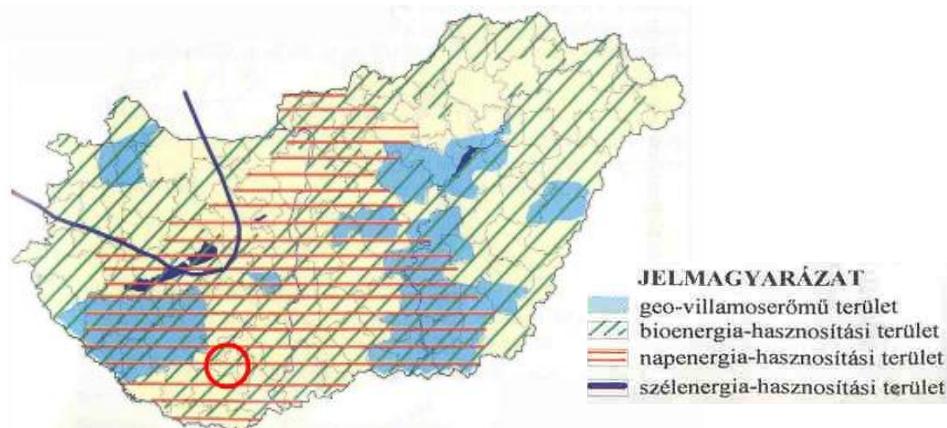 JELMAGYARÁZAT
geo-villamoserőmű terület
bioenergia-hasznosítási terület
napenergia-hasznosítási terület
szélenergia-hasznosítási terület